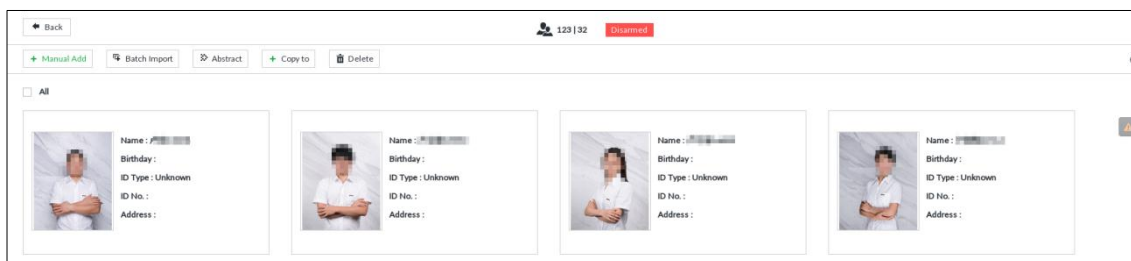 Back
123|32 Disarmed
Manual Add Batch Import Abstract Copy to Delete
All
Name : Name : Name : Name :
Birthday : Birthday : Birthday : Birthday :
ID Type : Unknown ID Type : Unknown ID Type : Unknown ID Type : Unknown
ID No. : ID No. : ID No. : ID No. :
Address : Address : Address : Address :